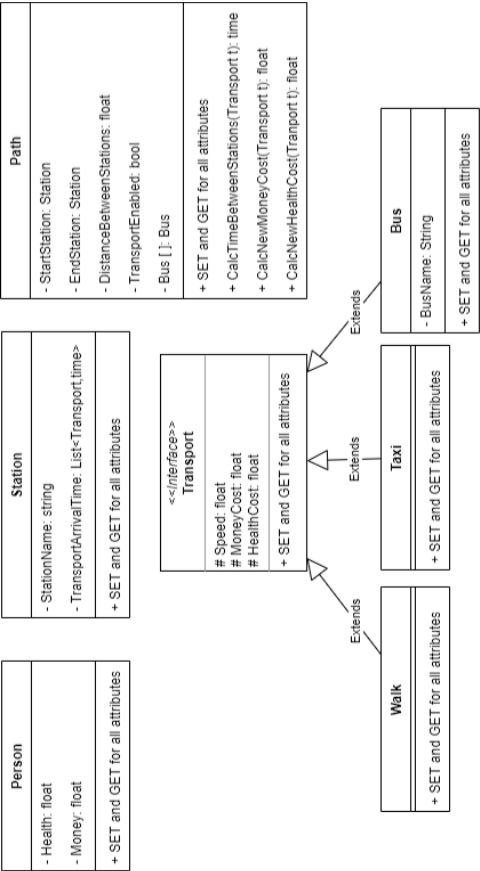 Person
- Health: float
- Money: float
+ SET and GET for all attributes
Station
- StationName: string
- TransportArrivalTime: List<Transport,time>
+ SET and GET for all attributes
Path
- StartStation: Station
- EndStation: Station
- DistanceBetweenStations: float
- TransportEnabled: bool
- Bus [ ]: Bus
+ SET and GET for all attributes
+ CalcTimeBetweenStations(Transport t): time
+ CalcNewMoneyCost(Transport t): float
+ CalcNewHealthCost(Tranport t): float
<<Interface>>
Transport
# Speed: float
# MoneyCost: float
# HealthCost: float
+ SET and GET for all attributes
Extends
Extends
Extends
Walk
+ SET and GET for all attributes
Taxi
+ SET and GET for all attributes
Bus
- BusName: String
+ SET and GET for all attributes